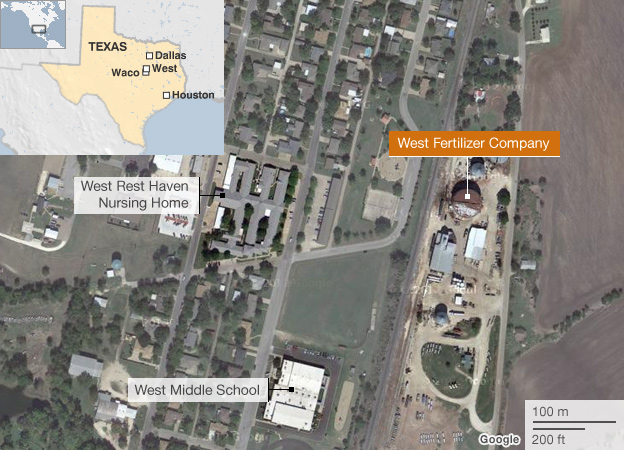 TEXAS
Dallas
West
Waco
Houston
West Fertilizer Company
West Rest Haven
Nursing Home
West Middle School
100 m
200 ft
Google